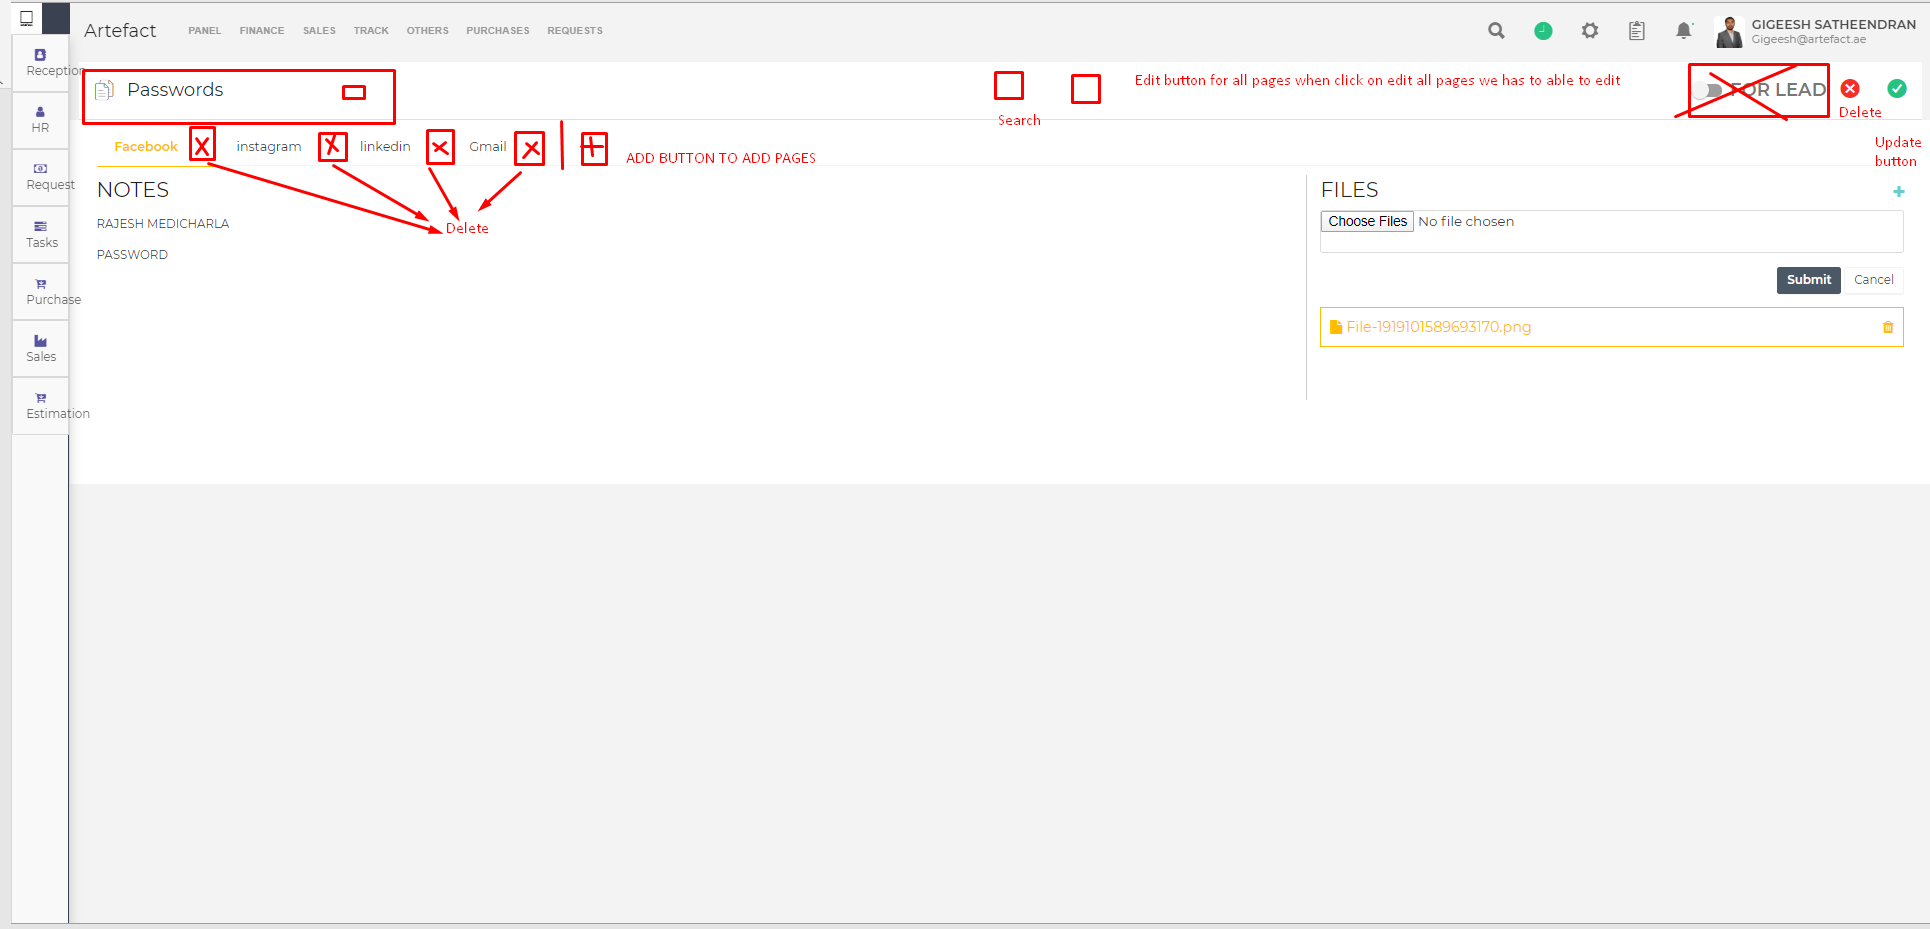 Artefact PANEL FINANCE SALES TRACK OTHERS PURCHASES REQUESTS
GIGEESH SATHEENDRAN
Gigeesh@artefact.ae
Reception
HR
Request
Tasks
Purchase
Sales
Estimation
Passwords
Search
Edit button for all pages when click on edit all pages we has to able to edit
FOR LEAD
Delete
Update
button
Facebook X instagram X linkedin X Gmail X
ADD BUTTON TO ADD PAGES
Delete
NOTES
RAJESH MEDICHARLA
PASSWORD
FILES
Choose Files No file chosen
Submit Cancel
File-1919101589693170.png